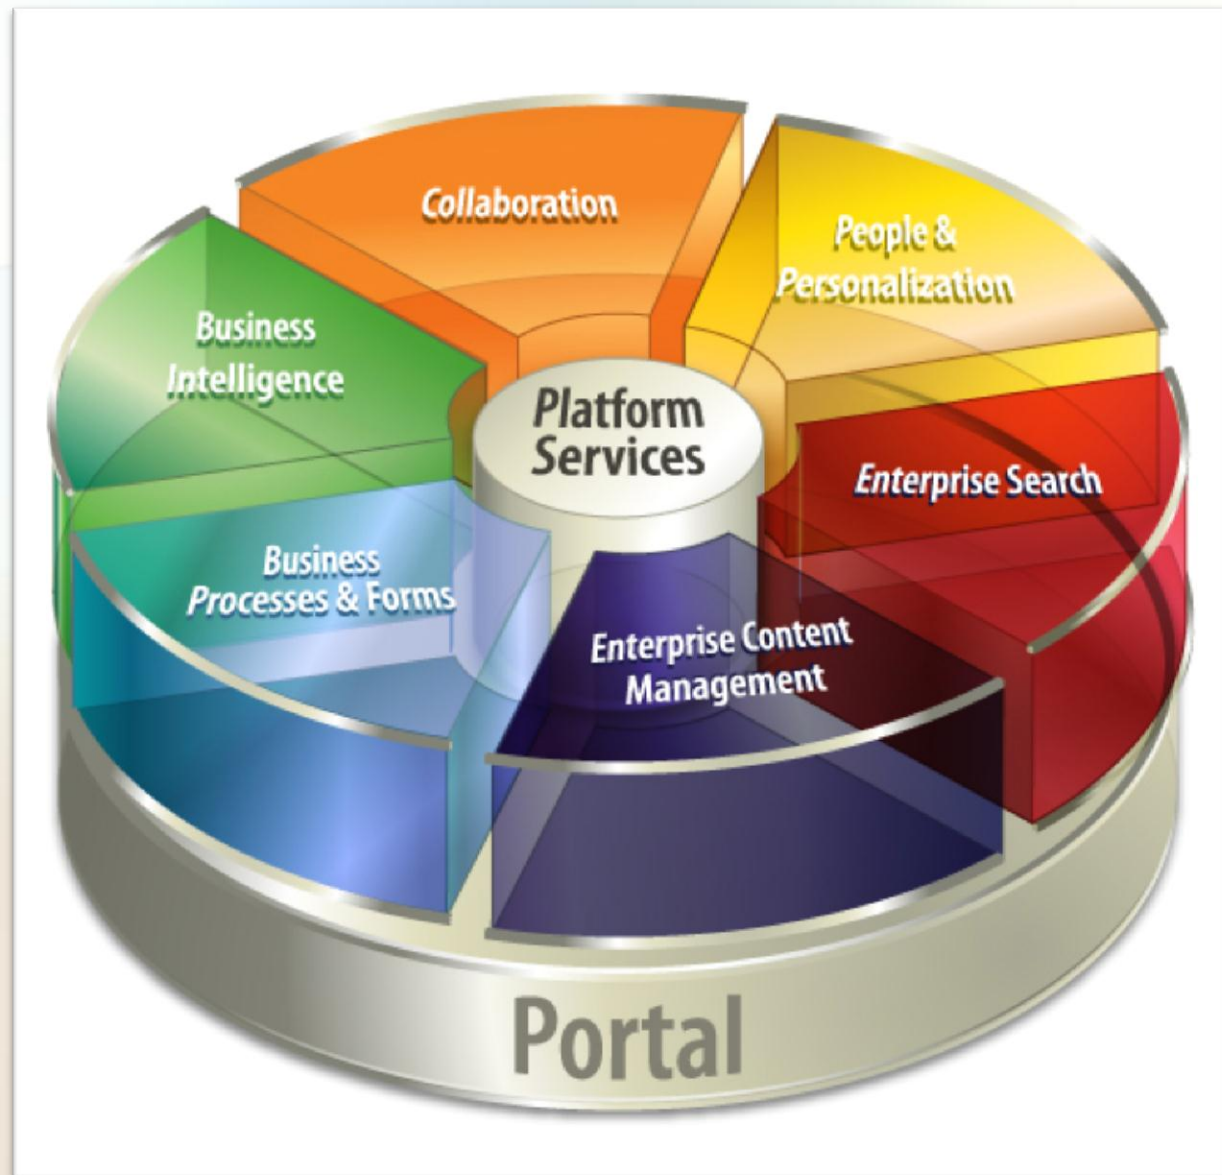 Collaboration
People &
Personalization
Business
Intelligence
Platform
Services
Enterprise Search
Business
Processes & Forms
Enterprise Content
Management
Portal